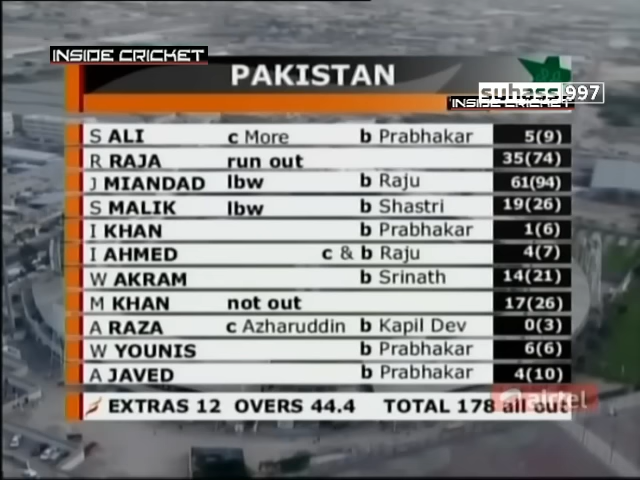 INSIDE CRICKET
PAKISTAN
suhass997
INSIDE CRICKET
S ALI c More b Prabhakar 5(9)
R RAJA run out 35(74)
J MIANDAD lbw b Raju 61(94)
S MALIK lbw b Shastri 19(26)
I KHAN b Prabhakar 1(6)
I AHMED c & b Raju 4(7)
W AKRAM b Srinath 14(21)
M KHAN not out 17(26)
A RAZA c Azharuddin b Kapil Dev 0(3)
W YOUNIS b Prabhakar 6(6)
A JAVED b Prabhakar 4(10)
EXTRAS 12 OVERS 44.4 TOTAL 178 all out
airtel